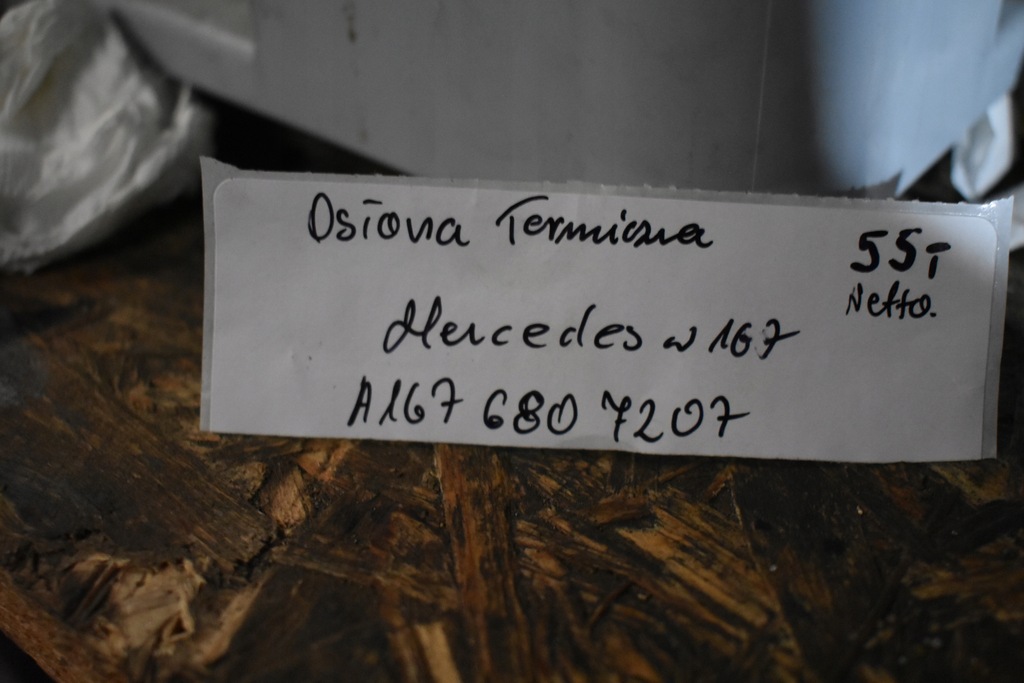 Osłona Termiczna
55,-
Netto.
Mercedes w167
A167 680 7207